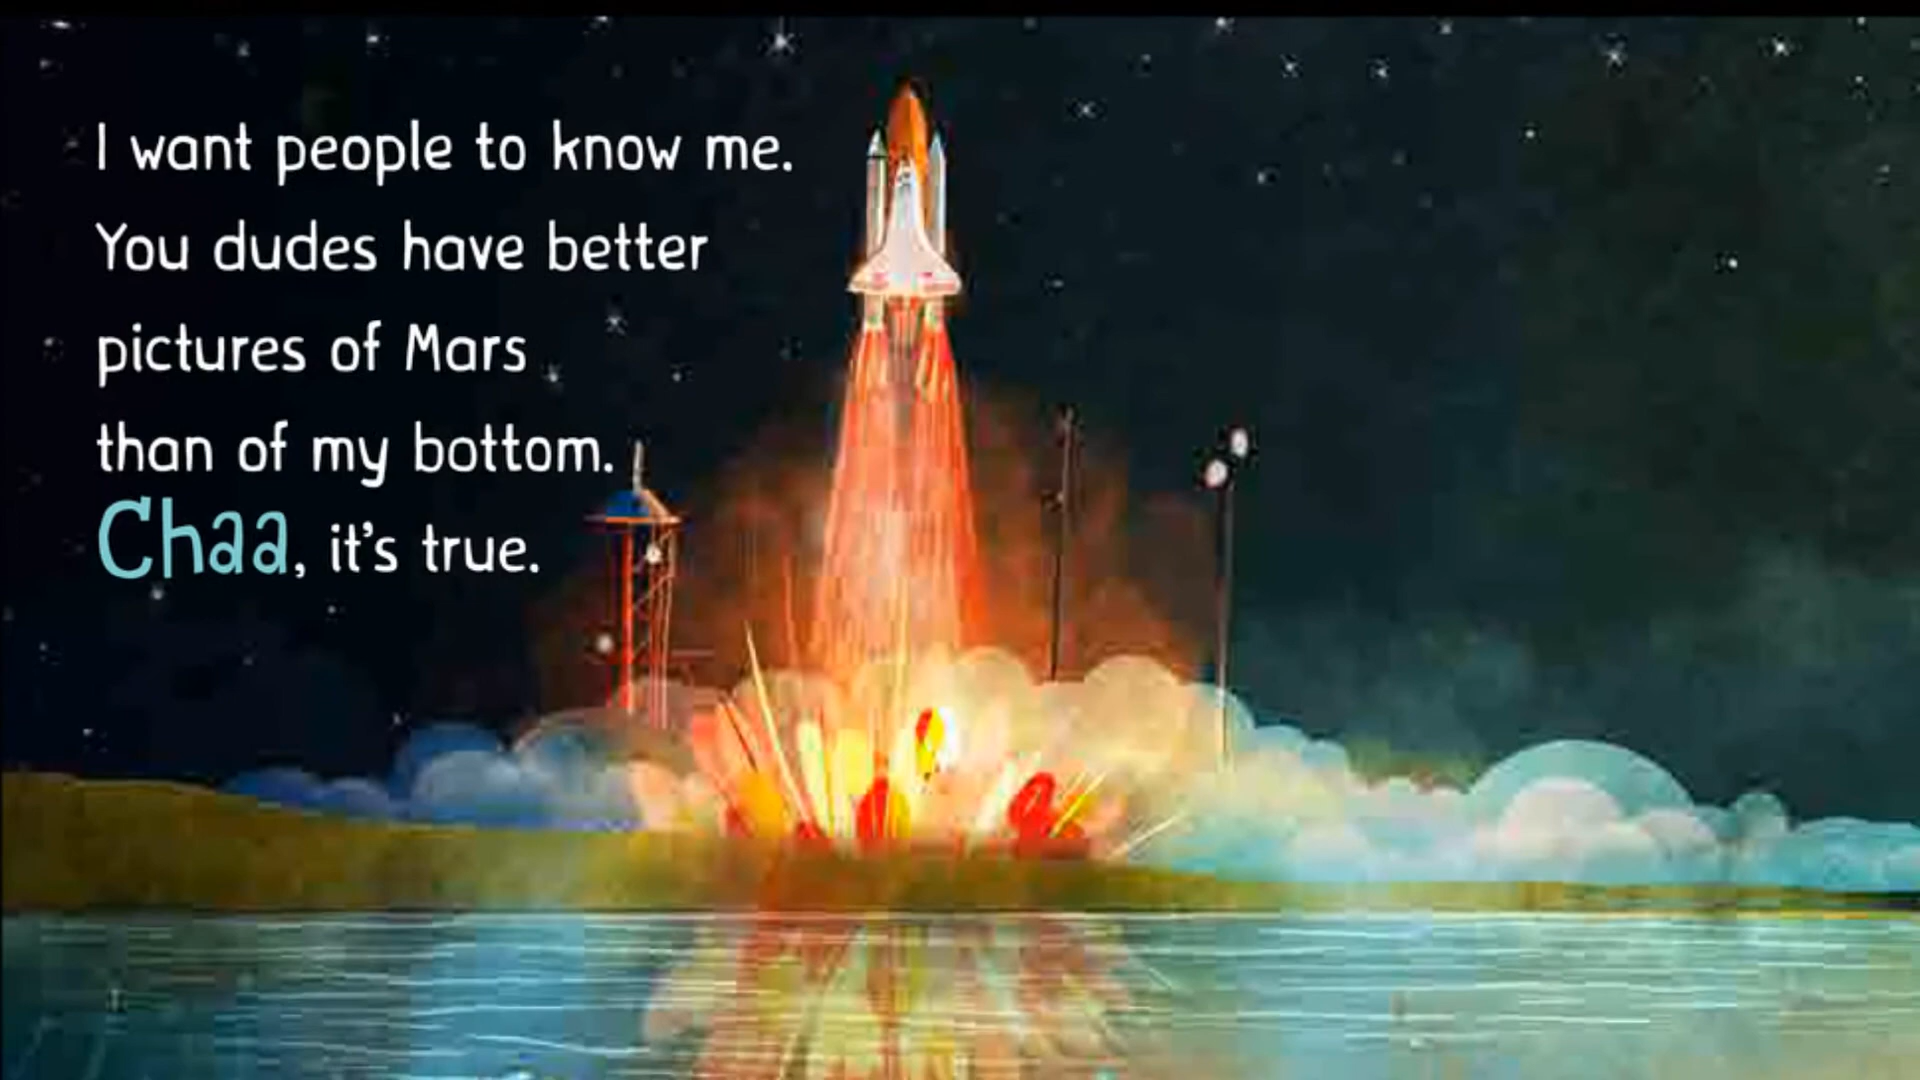 I want people to know me.
You dudes have better
pictures of Mars
than of my bottom.
Chaa, it's true.